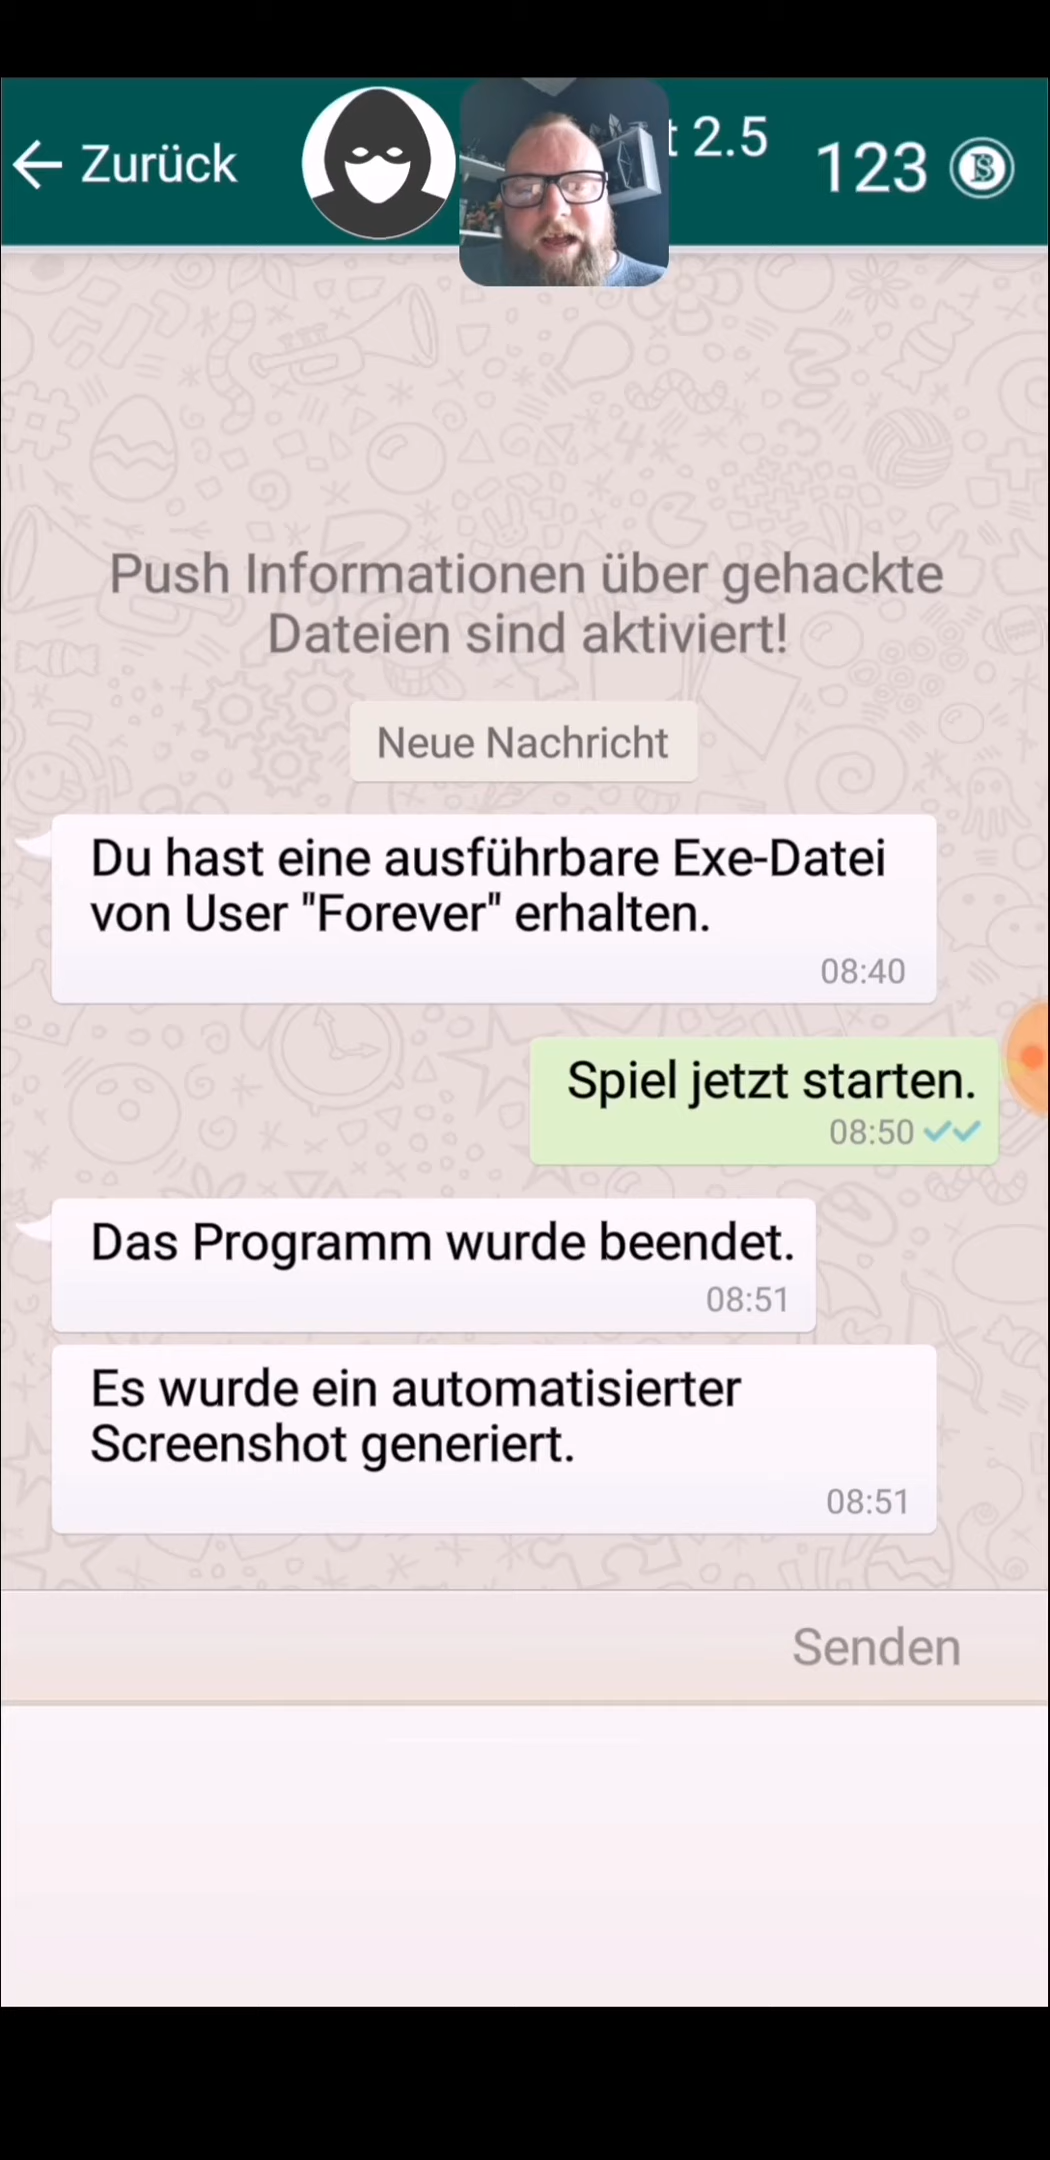 Zurück
t 2.5
123
Push Informationen über gehackte
Dateien sind aktiviert!
Neue Nachricht
Du hast eine ausführbare Exe-Datei
von User "Forever" erhalten.
08:40
Spiel jetzt starten.
08:50
Das Programm wurde beendet.
08:51
Es wurde ein automatisierter
Screenshot generiert.
08:51
Senden